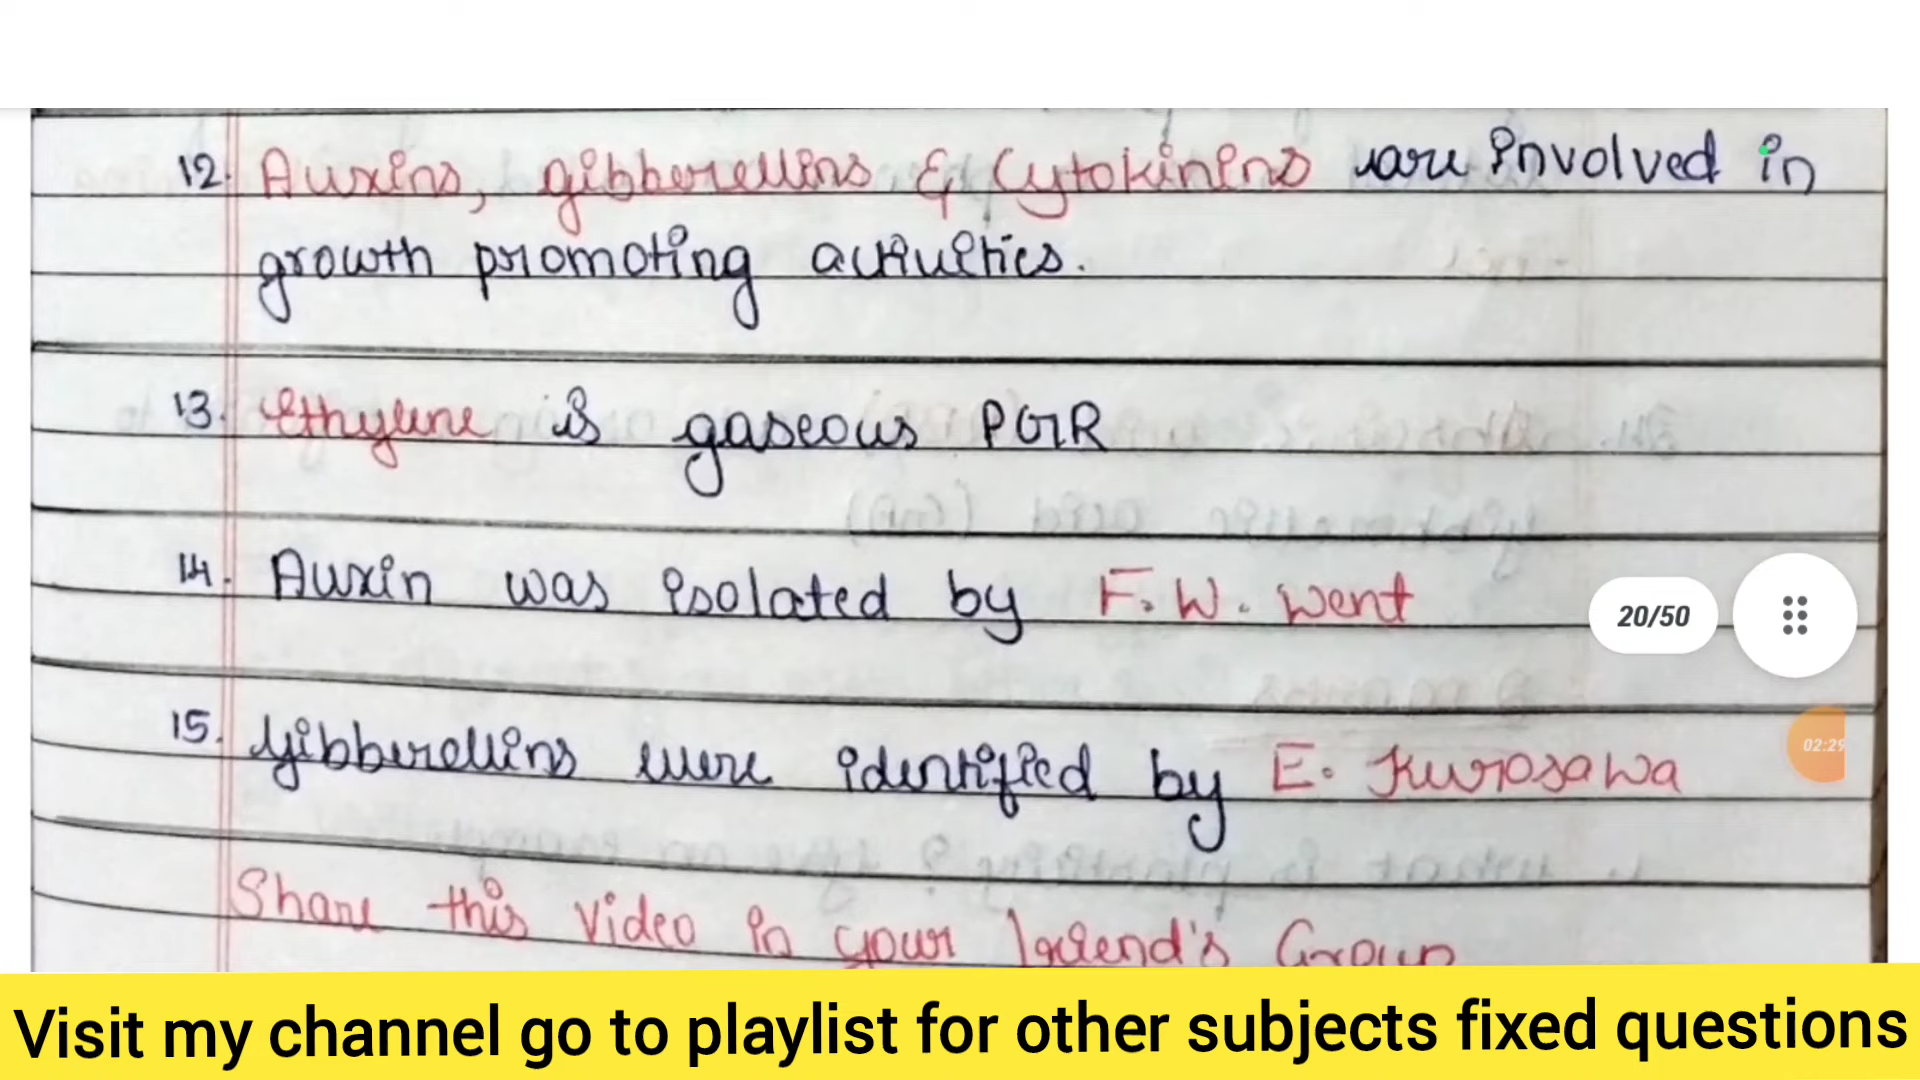 12. Auxins, gibberellins & Cytokinins are involved in
growth promoting activities.
13. Ethylene is gaseous PGR
14. Auxin was isolated by F. W. Went
20/50
15. Gibberellins were identified by E. Kurosawa
02:29
Share this video in your friend's Group
Visit my channel go to playlist for other subjects fixed questions